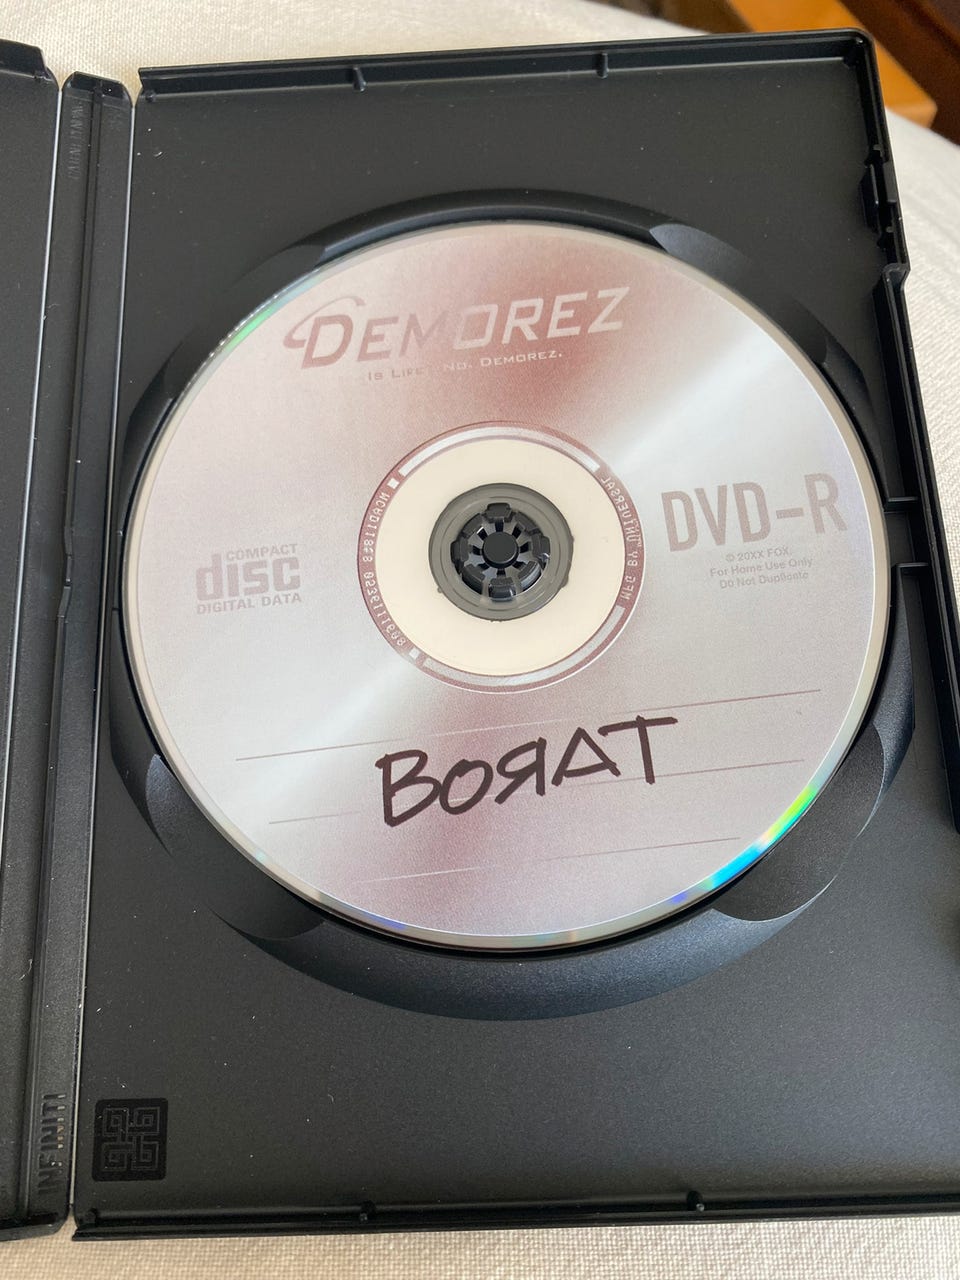 DEMOREZ
IS LIFE. NO. DEMOREZ.
DVD-R
© 20XX FOX.
For Home Use Only
Do Not Duplicate
COMPACT
disc
DIGITAL DATA
BOЯAT
INFINITI